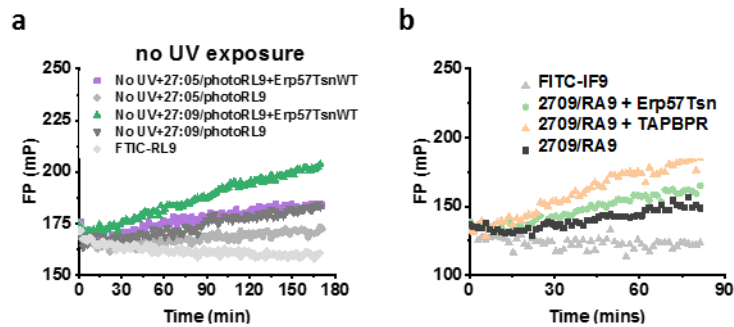 a
no UV exposure
250
225
200
175
150
FP (mP)
No UV+27:05/photoRL9+Erp57TsnWT
No UV+27:05/photoRL9
No UV+27:09/photoRL9+Erp57TsnWT
No UV+27:09/photoRL9
FTIC-RL9
0 30 60 90 120 150 180
Time (min)
b
250
200
150
100
FP (mP)
FITC-IF9
2709/RA9 + Erp57Tsn
2709/RA9 + TAPBPR
2709/RA9
0 30 60 90
Time (mins)